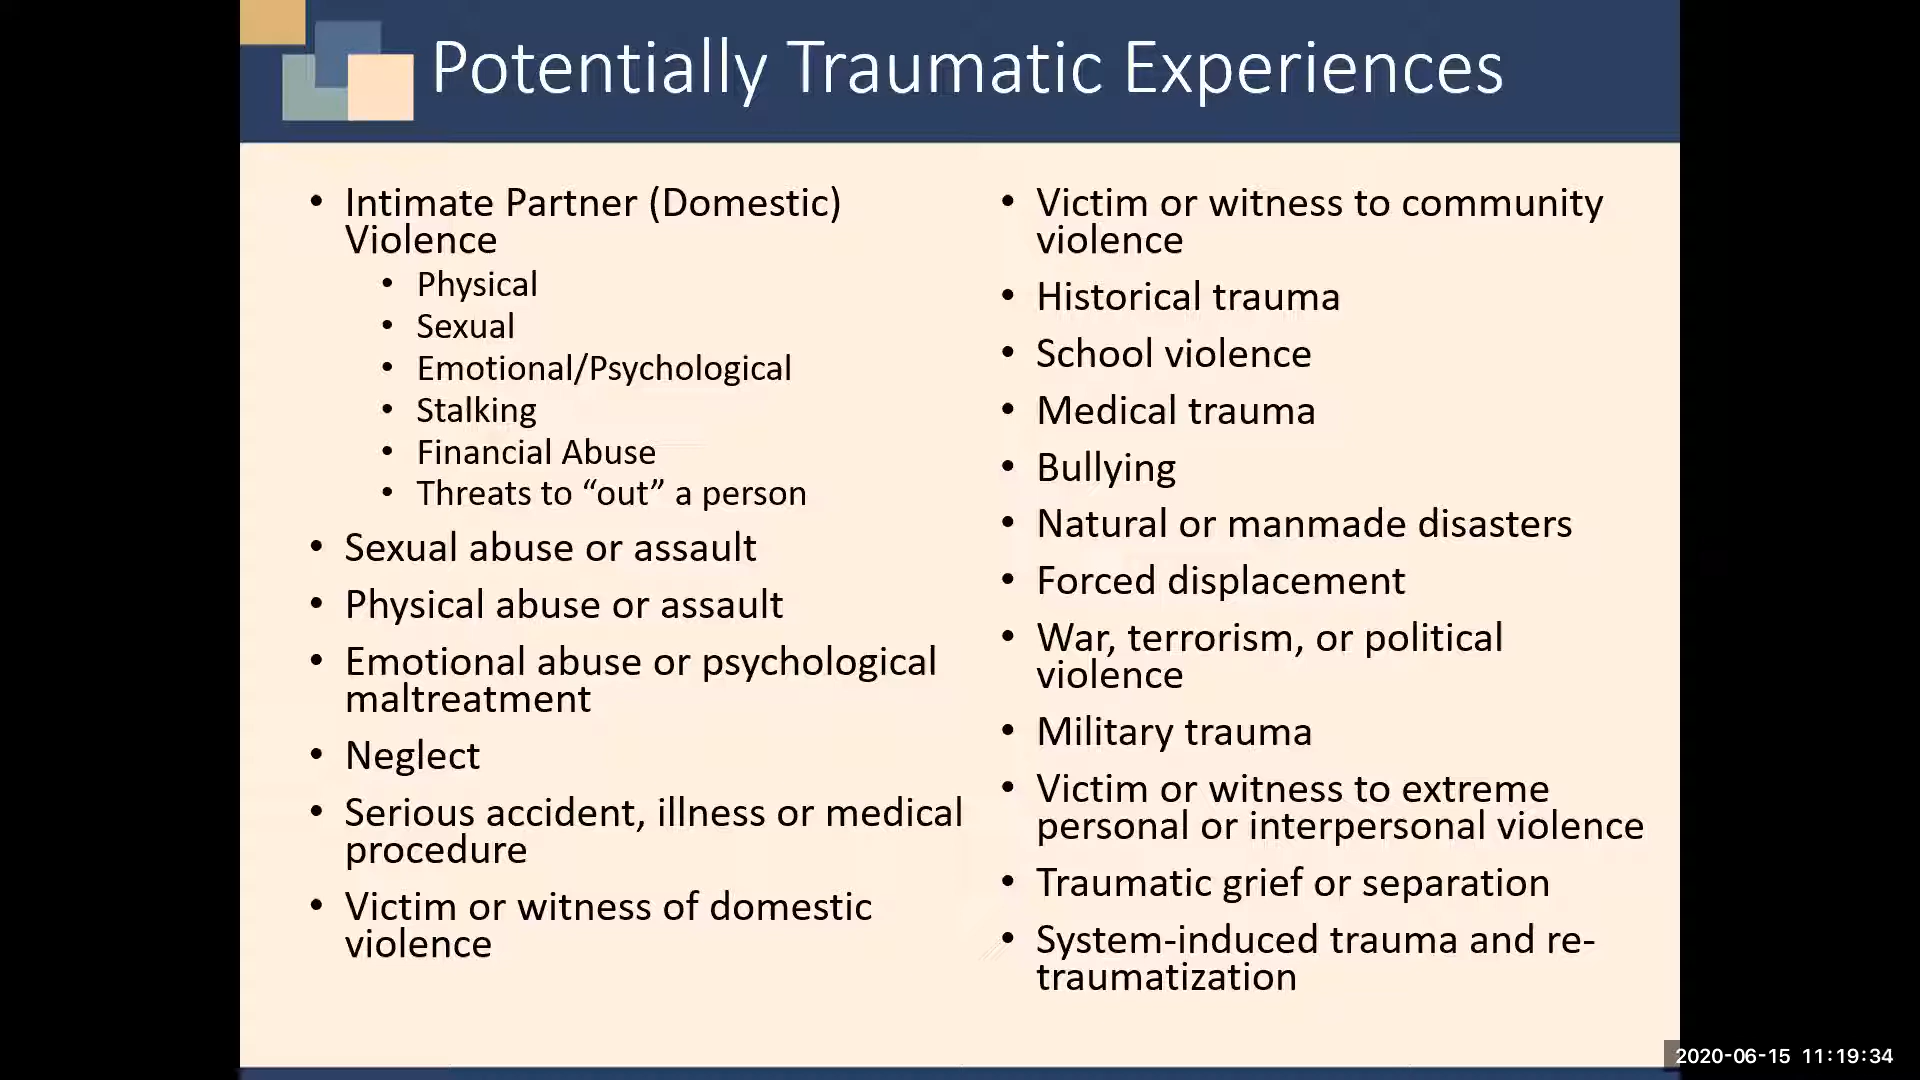 Potentially Traumatic Experiences
• Intimate Partner (Domestic)
Violence
• Physical
• Sexual
• Emotional/Psychological
• Stalking
• Financial Abuse
• Threats to “out” a person
• Sexual abuse or assault
• Physical abuse or assault
• Emotional abuse or psychological
maltreatment
• Neglect
• Serious accident, illness or medical
procedure
• Victim or witness of domestic
violence
• Victim or witness to community
violence
• Historical trauma
• School violence
• Medical trauma
• Bullying
• Natural or manmade disasters
• Forced displacement
• War, terrorism, or political
violence
• Military trauma
• Victim or witness to extreme
personal or interpersonal violence
• Traumatic grief or separation
• System-induced trauma and re-
traumatization
2020-06-15 11:19:34